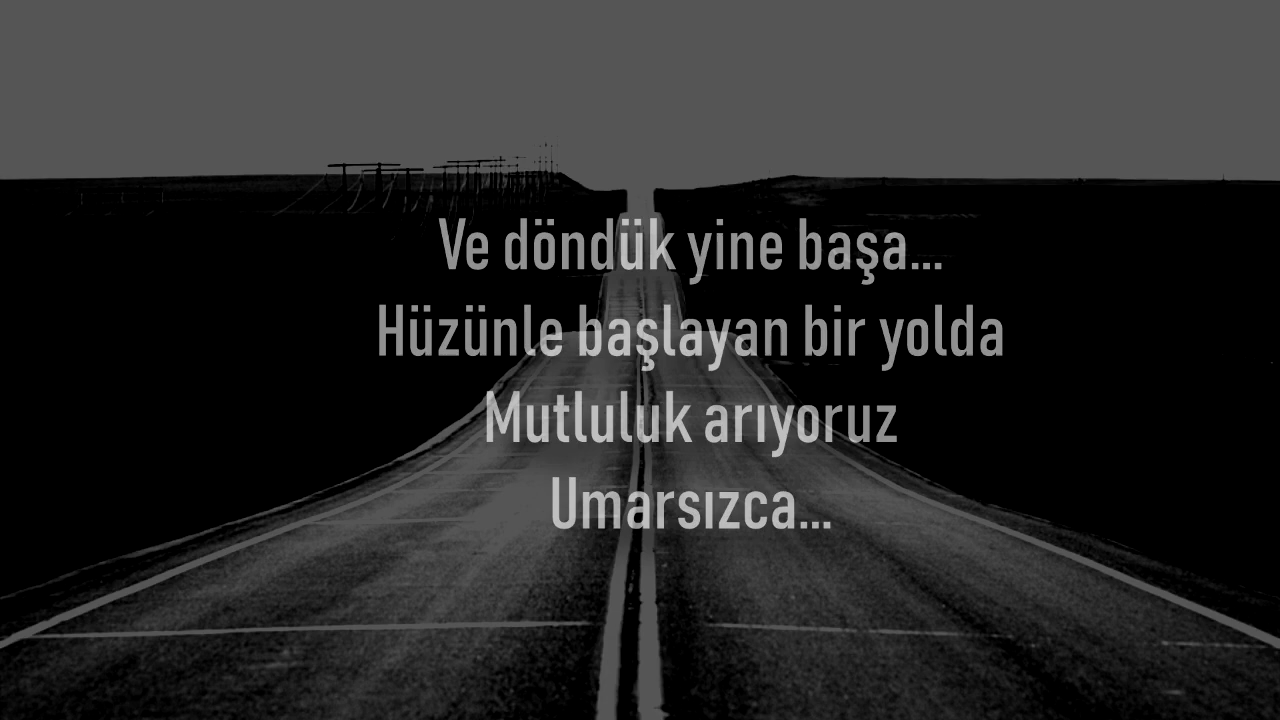 Ve döndük yine başa...
Hüzünle başlayan bir yolda
Mutluluk arıyoruz
Umarsızca...